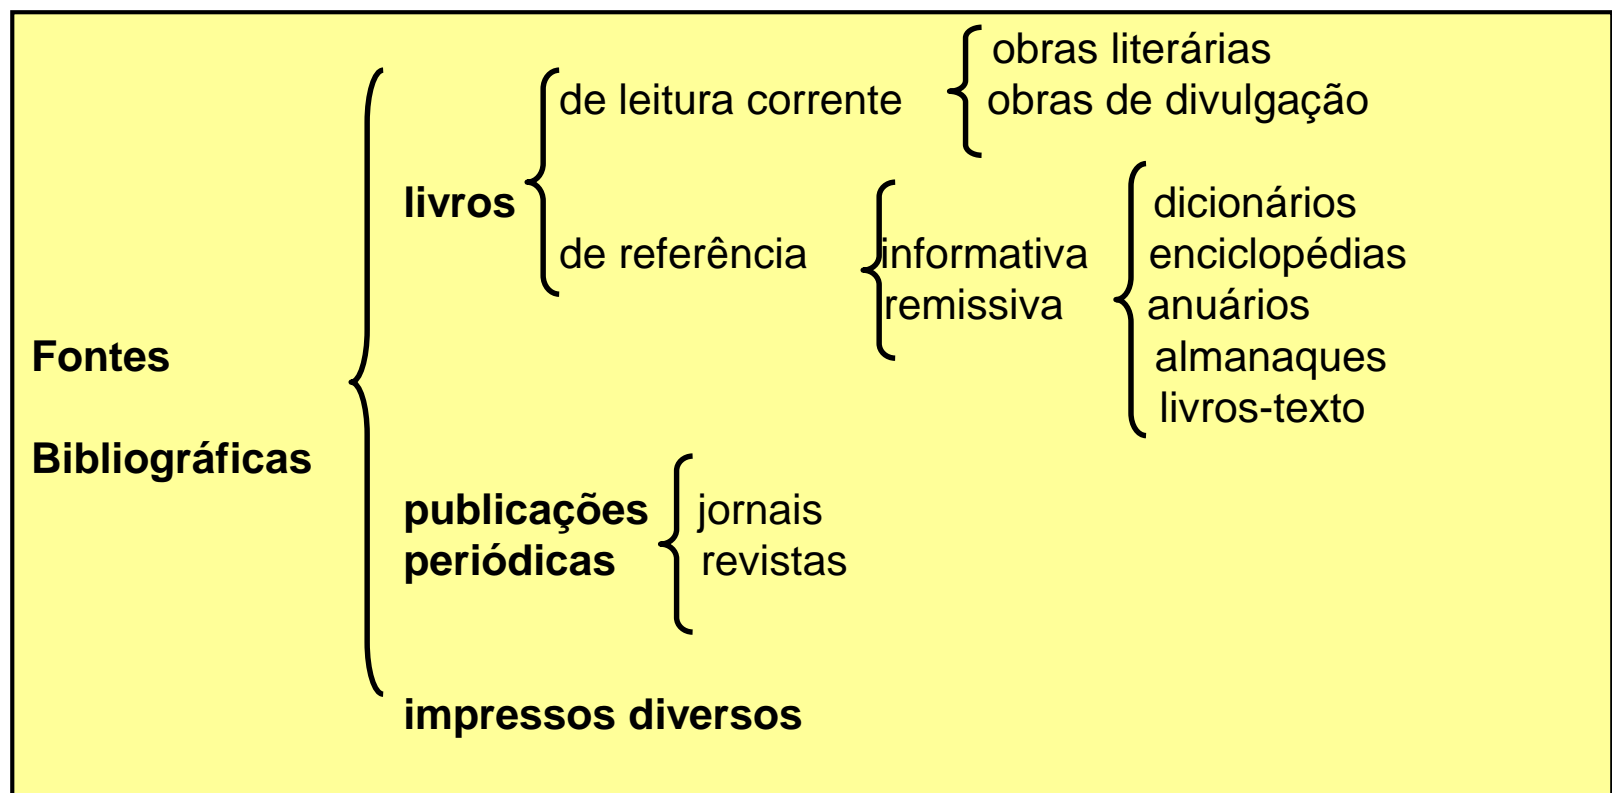 obras literárias
de leitura corrente obras de divulgação
livros dicionários
de referência informativa enciclopédias
remissiva anuários
Fontes almanaques
livros-texto
Bibliográficas
publicações jornais
periódicas revistas
impressos diversos